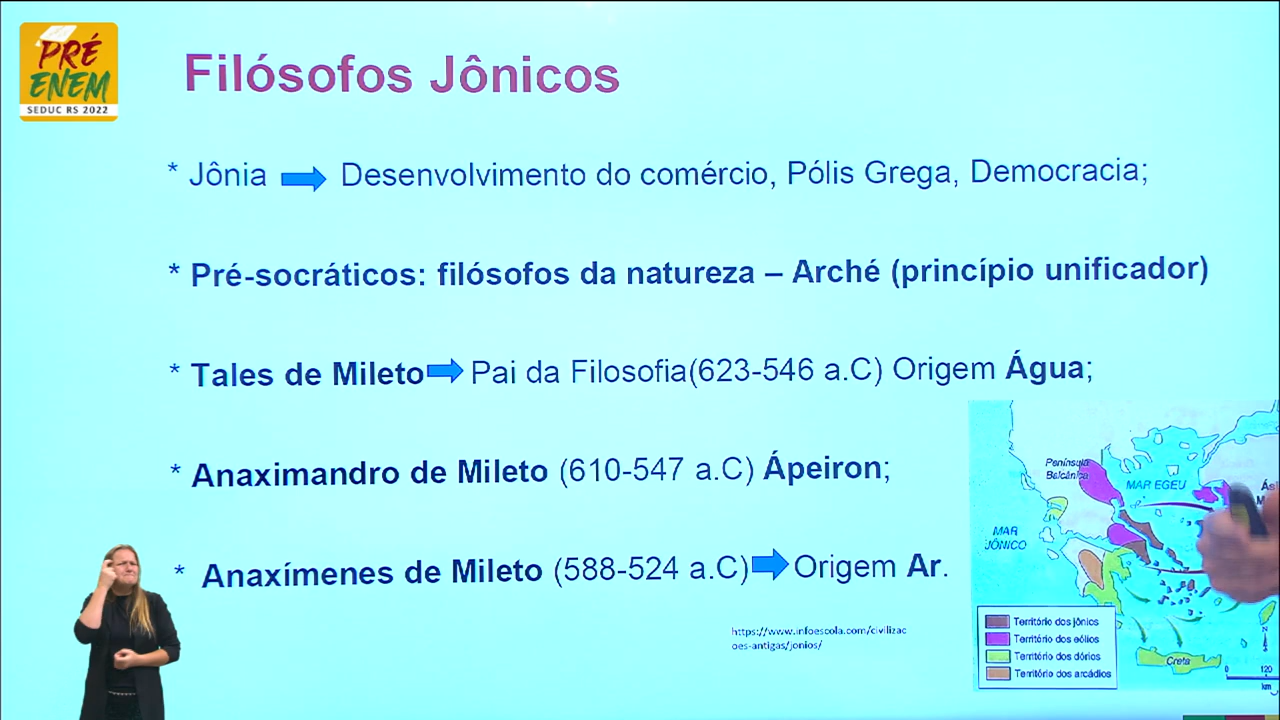 PRÉ
ENEM
SEDUC RS 2022
Filósofos Jônicos
* Jônia Desenvolvimento do comércio, Pólis Grega, Democracia;
* Pré-socráticos: filósofos da natureza – Arché (princípio unificador)
* Tales de Mileto Pai da Filosofia(623-546 a.C) Origem Água;
* Anaximandro de Mileto (610-547 a.C) Ápeiron;
* Anaxímenes de Mileto (588-524 a.C) Origem Ar.
https://www.infoescola.com/civilizac
oes-antigas/jonios/
Península
Balcânica
MAR EGEU
MAR
JÔNICO
Território dos jônios
Território dos eólios
Território dos dórios
Território dos arcádios
Creta
0 120
km